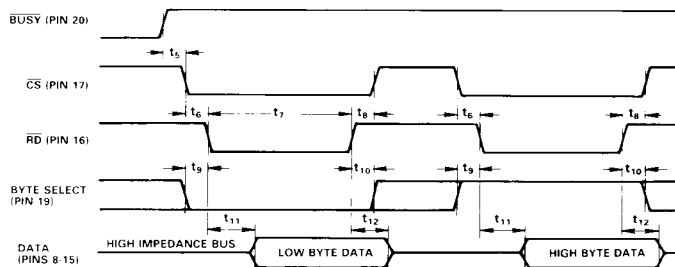 BUSY (PIN 20)
t5
CS (PIN 17)
t6 t7 t8 t6 t8
RD (PIN 16)
t9 t10 t9 t10
BYTE SELECT
(PIN 19)
t11 t12 t11 t12
DATA
(PINS 8-15)
HIGH IMPEDANCE BUS
LOW BYTE DATA
HIGH BYTE DATA